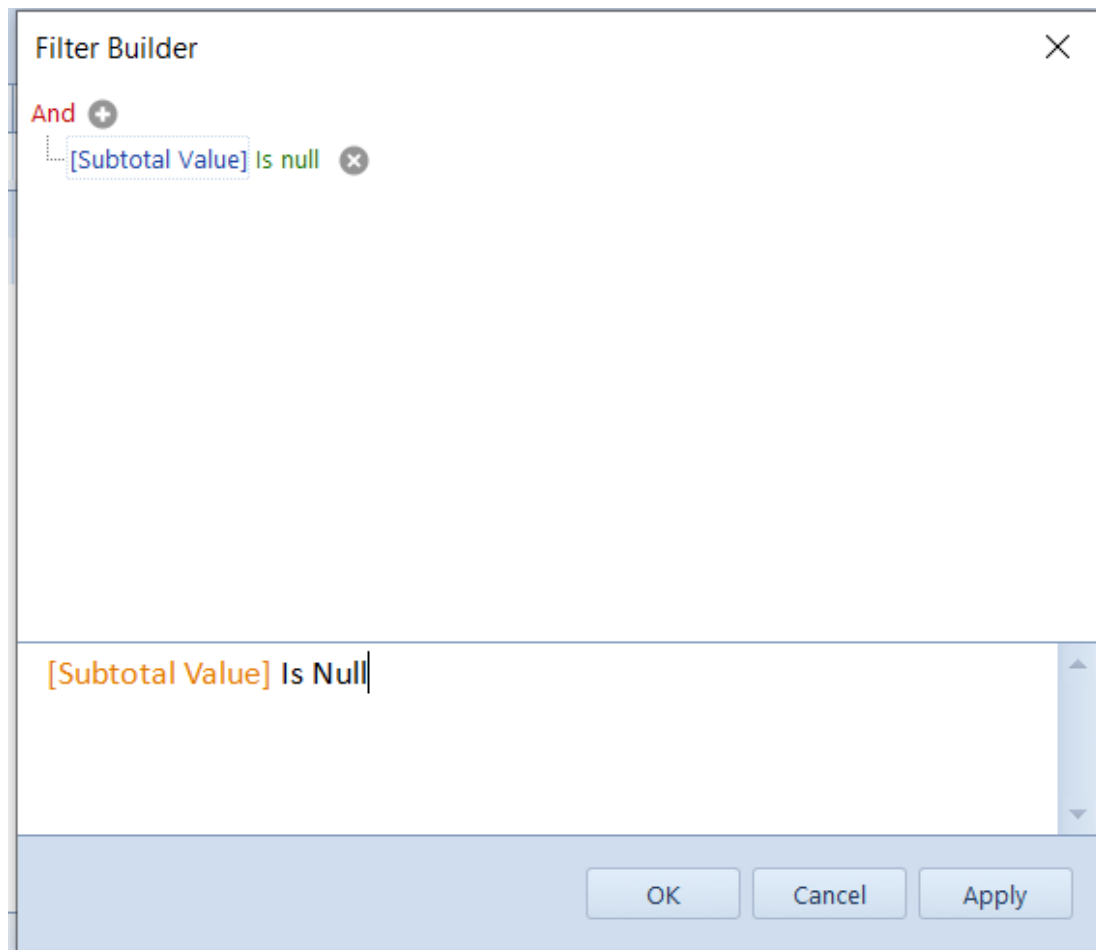 Filter Builder
And
[Subtotal Value] Is null
[Subtotal Value] Is Null
OK Cancel Apply